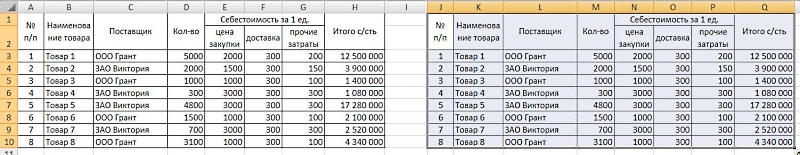 A B C D E F G H I J K L M N O P Q
1 № п/п Наименова ние товара Поставщик Кол-во Себестоимость за 1 ед. Итого с/сть № п/п Наименова ние товара Поставщик Кол-во Себестоимость за 1 ед. Итого с/сть
2 цена закупки доставка прочие затраты цена закупки доставка прочие затраты
3 1 Товар 1 ООО Грант 5000 2000 300 200 12 500 000 1 Товар 1 ООО Грант 5000 2000 300 200 12 500 000
4 2 Товар 2 ЗАО Виктория 2000 1500 300 150 3 900 000 2 Товар 2 ЗАО Виктория 2000 1500 300 150 3 900 000
5 3 Товар 3 ООО Грант 1000 1000 300 100 1 400 000 3 Товар 3 ООО Грант 1000 1000 300 100 1 400 000
6 4 Товар 4 ЗАО Виктория 300 3000 300 300 1 080 000 4 Товар 4 ЗАО Виктория 300 3000 300 300 1 080 000
7 5 Товар 5 ЗАО Виктория 4800 3000 300 300 17 280 000 5 Товар 5 ЗАО Виктория 4800 3000 300 300 17 280 000
8 6 Товар 6 ООО Грант 1500 1000 300 100 2 100 000 6 Товар 6 ООО Грант 1500 1000 300 100 2 100 000
9 7 Товар 7 ЗАО Виктория 700 3000 300 300 2 520 000 7 Товар 7 ЗАО Виктория 700 3000 300 300 2 520 000
10 8 Товар 8 ООО Грант 3100 1000 300 100 4 340 000 8 Товар 8 ООО Грант 3100 1000 300 100 4 340 000
11